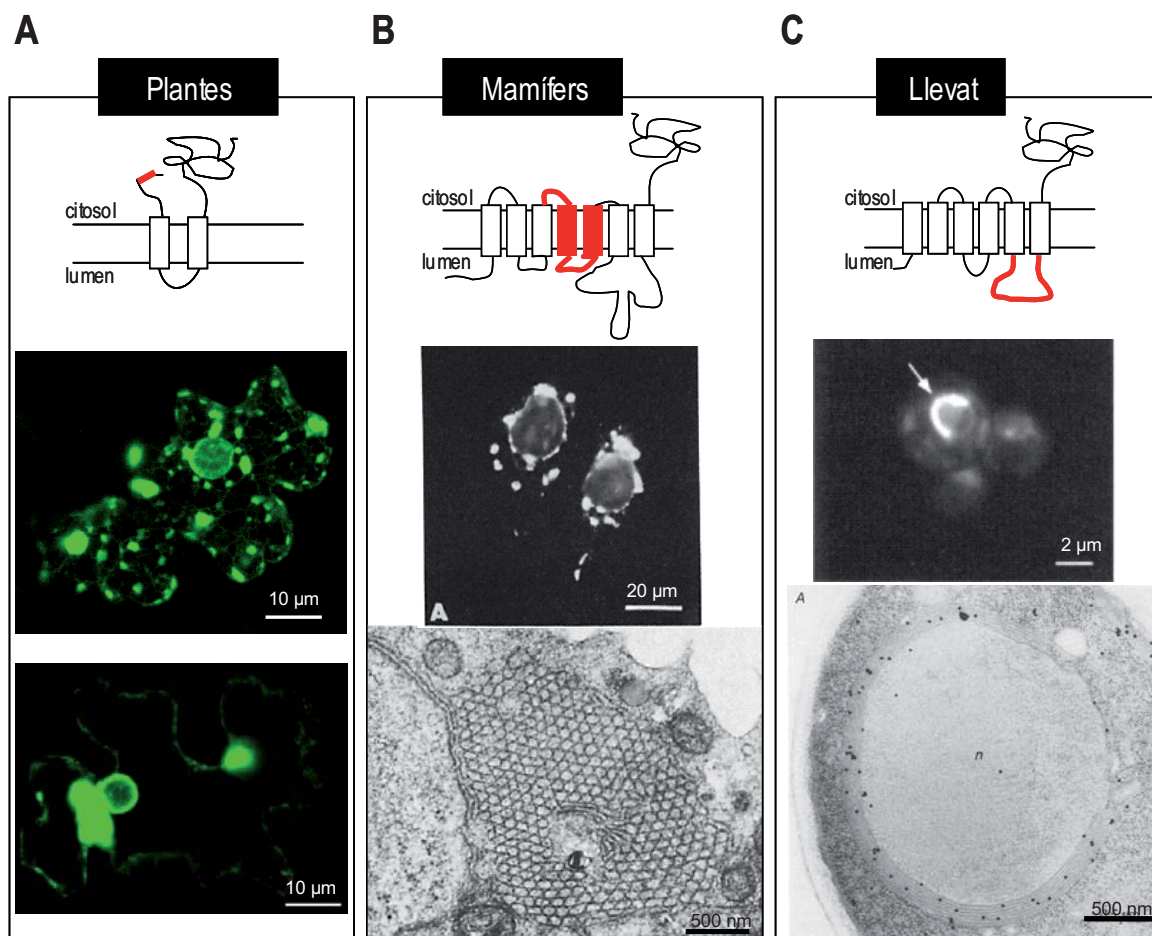 A
Plantes
citosol
lumen
10 µm
10 µm
B
Mamífers
citosol
lumen
A
20 µm
500 nm
C
Llevat
citosol
lumen
2 µm
A
n
500 nm